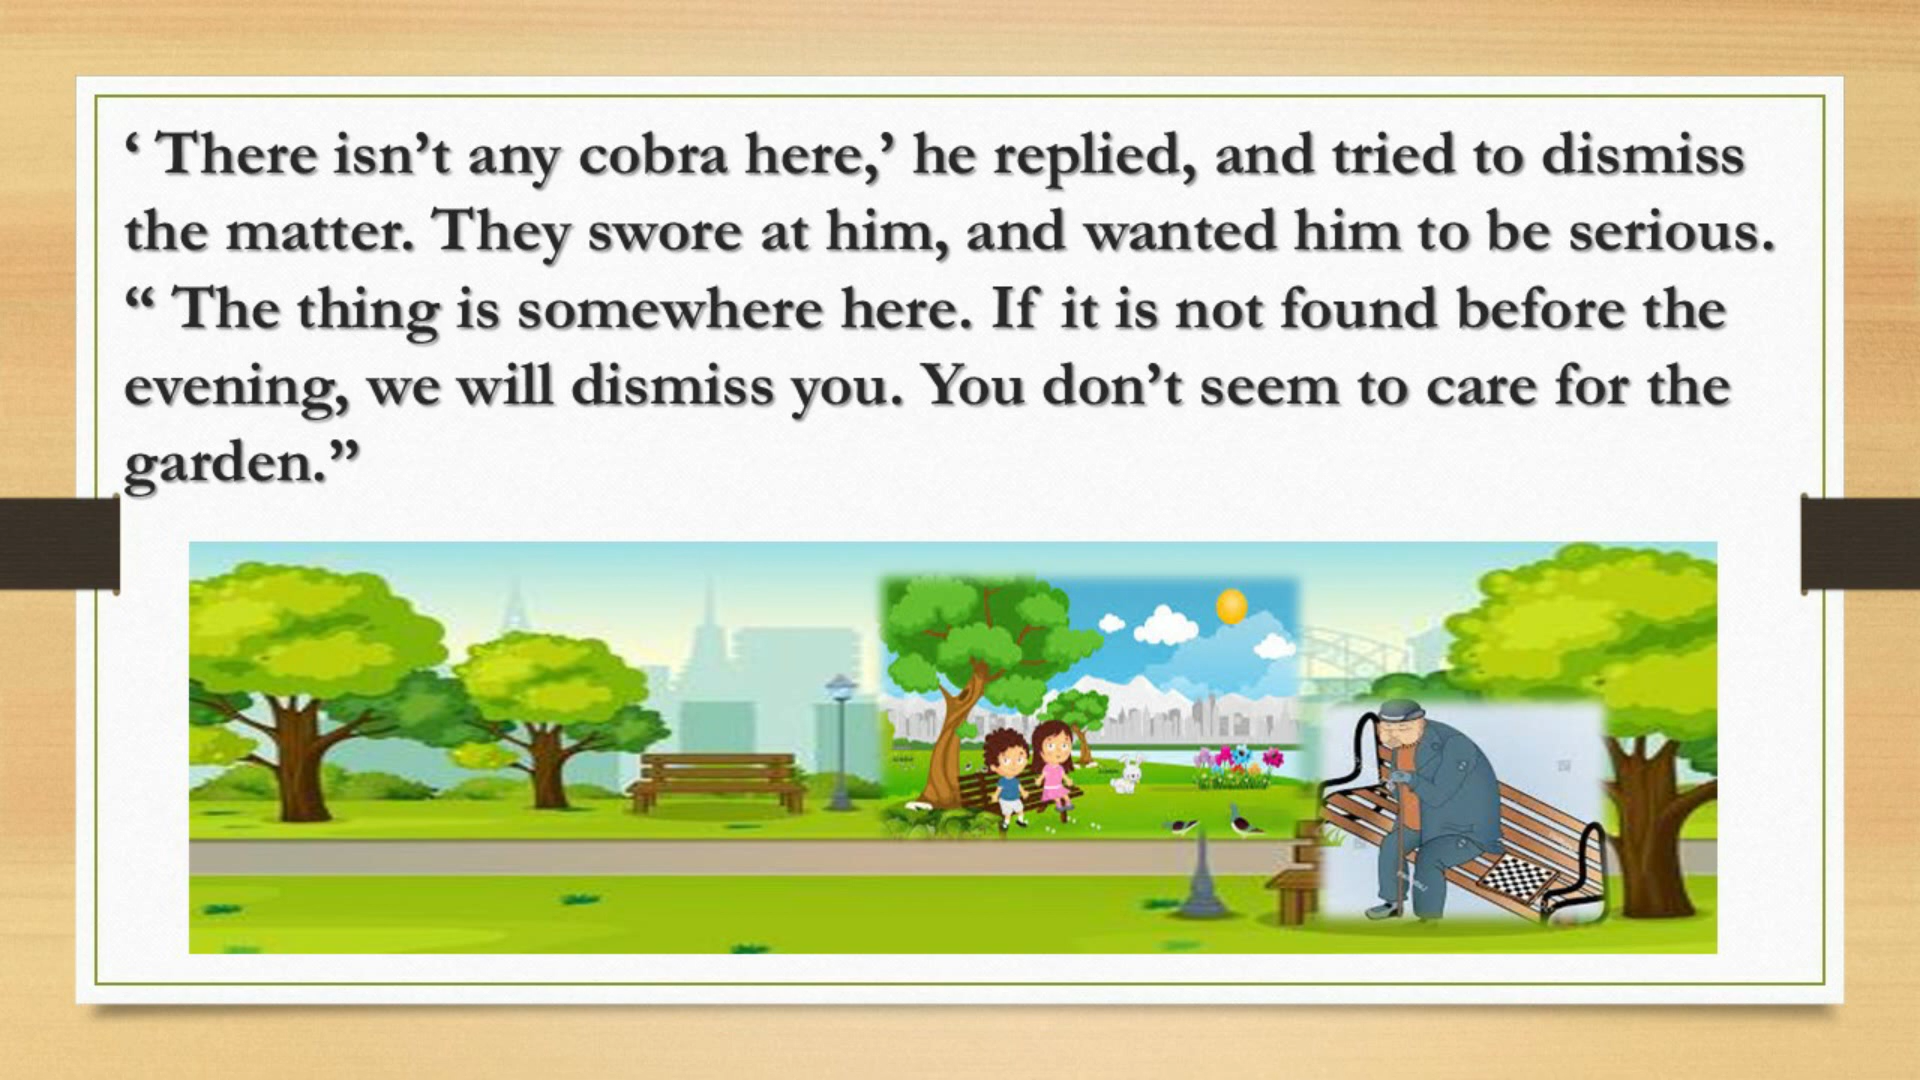 ‘ There isn’t any cobra here,’ he replied, and tried to dismiss
the matter. They swore at him, and wanted him to be serious.
“ The thing is somewhere here. If it is not found before the
evening, we will dismiss you. You don’t seem to care for the
garden.”